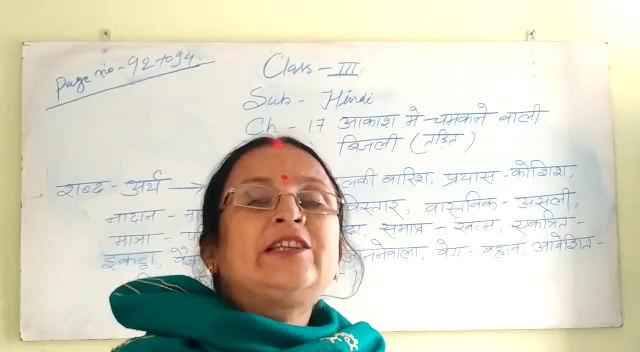 Page no - 92 to 94.
Class - III
Sub - Hindi
Ch - 17 आकाश मे चमकने वाली
बिजली (तड़ित)
शब्द - अर्थ → लकी बारिश, प्रयास - कोशिश,
नादान - ना विस्तार, वास्तविक - असली,
मात्रा - समाप्त - खत्म, एकत्रित -
इकट्ठा, वेग - बहाव, आवेशित -